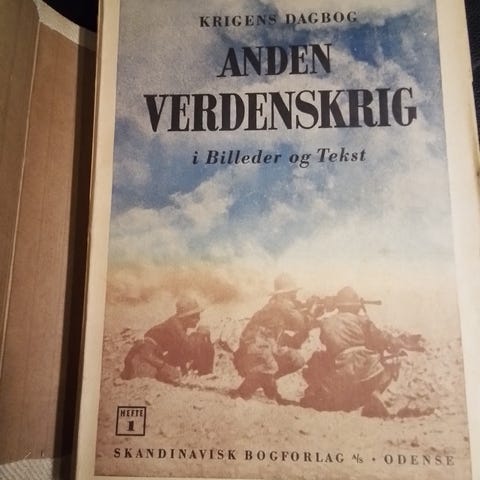 KRIGENS DAGBOG
ANDEN
VERDENSKRIG
i Billeder og Tekst
HEFTE
1
SKANDINAVISK BOGFORLAG A/S · ODENSE